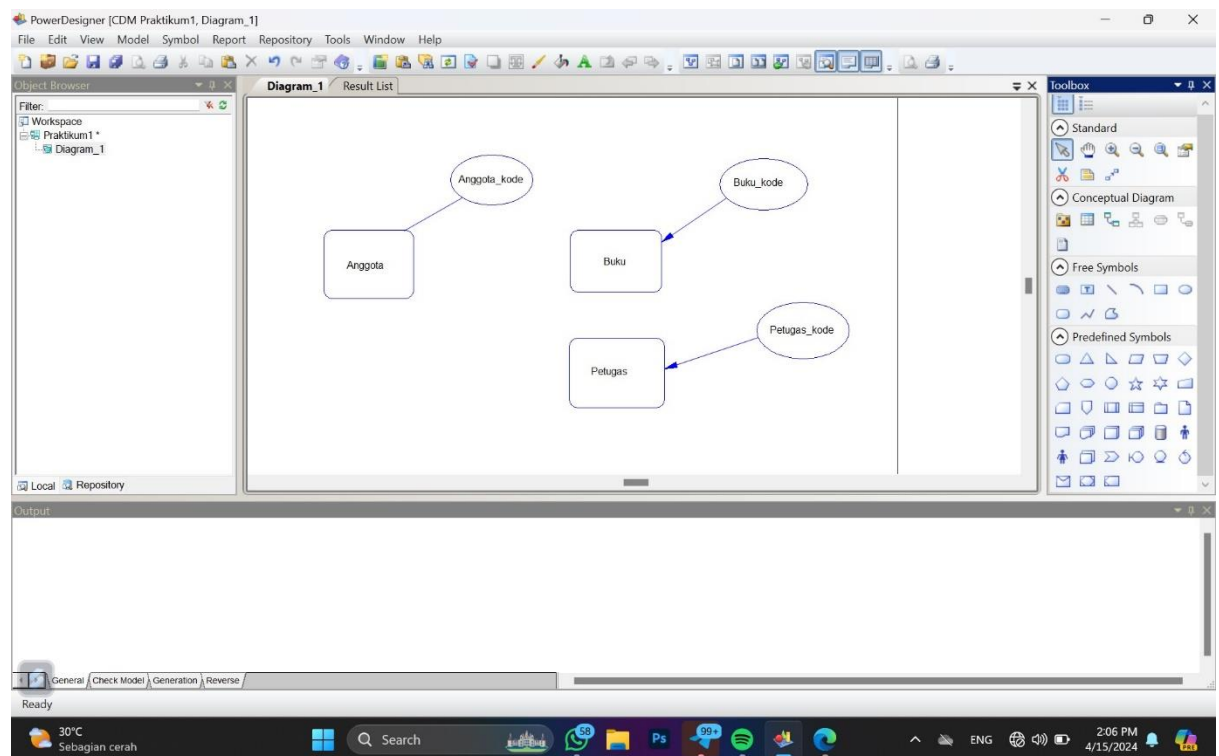 PowerDesigner [CDM Praktikum1, Diagram_1]
File Edit View Model Symbol Report Repository Tools Window Help
Object Browser
Filter:
Workspace
Praktikum1 *
Diagram_1
Local Repository
Diagram_1 Result List
Anggota_kode
Buku_kode
Anggota
Buku
Petugas_kode
Petugas
Toolbox
Standard
Conceptual Diagram
Free Symbols
Predefined Symbols
Output
General Check Model Generation Reverse
Ready
30°C
Sebagian cerah
Search
58
Ps
99+
ENG
2:06 PM
4/15/2024
PRE